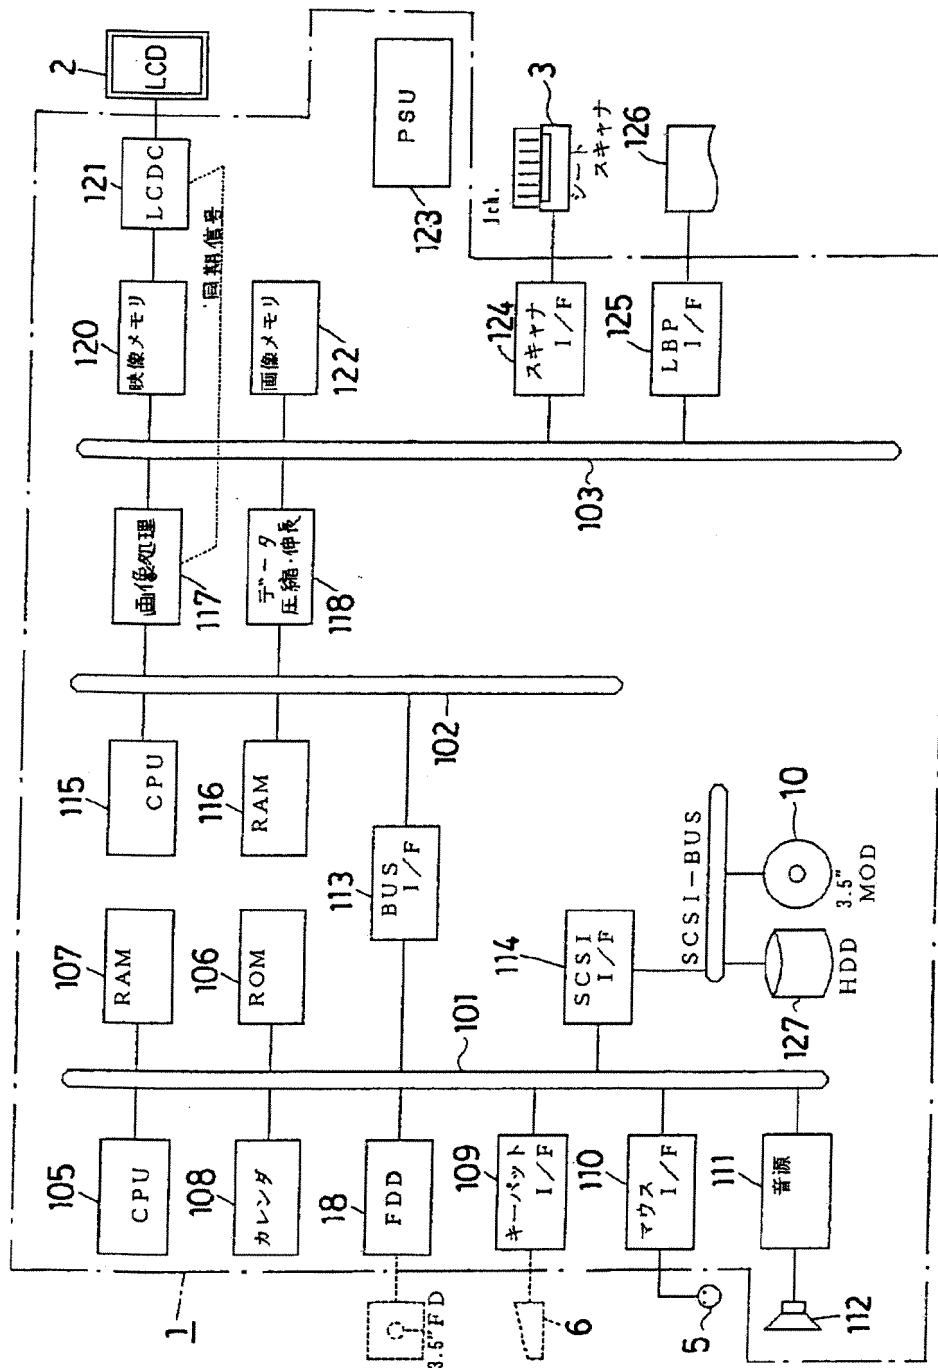 1
105
CPU
107
RAM
115
CPU
117
画像処理
120
映像メモリ
121
LCDC
2
LCD
同期信号
108
カレンダ
106
ROM
116
RAM
118
データ
圧縮・伸長
122
画像メモリ
3.5"FD
18
FDD
113
BUS
I/F
102
123
PSU
6
109
キーパット
I/F
101
114
SCSI
I/F
103
124
スキャナ
I/F
1ch.
3
シート
スキャナ
5
110
マウス
I/F
SCSI-BUS
125
LBP
I/F
126
112
111
音源
127
HDD
10
3.5"
MOD